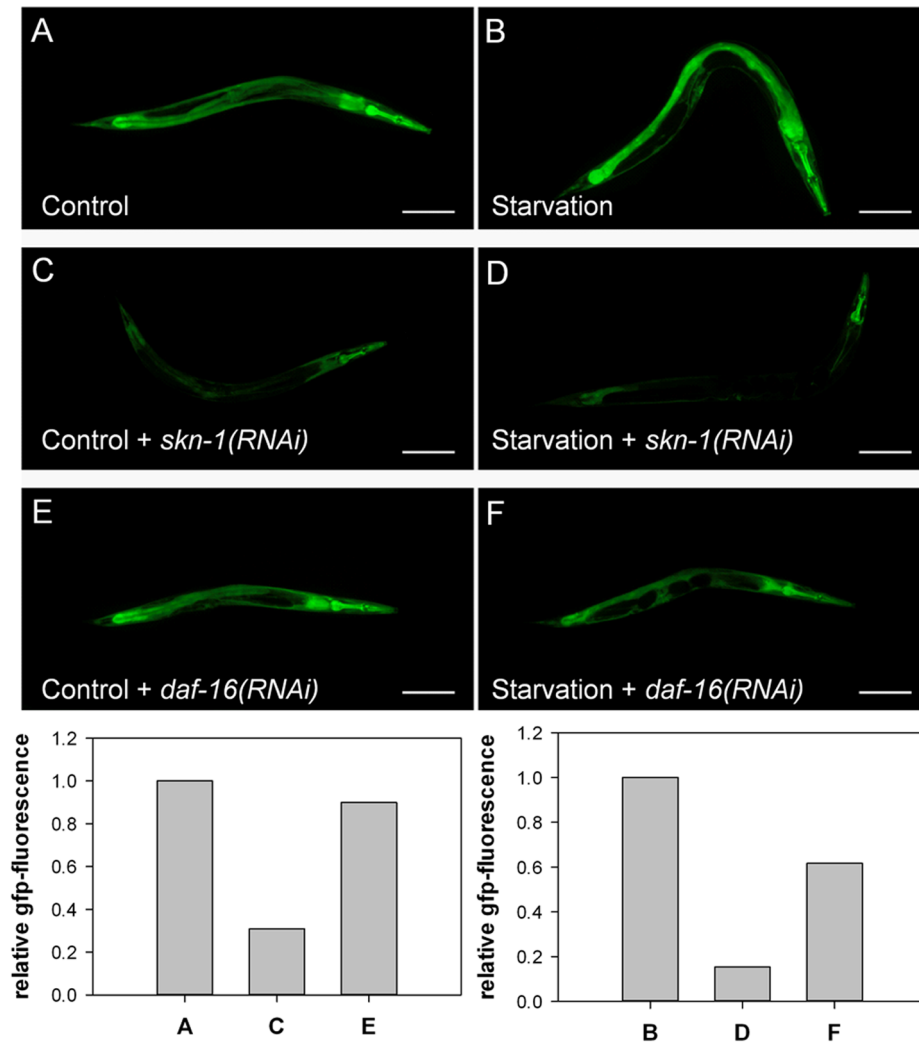 A
Control
B
Starvation
C
Control + skn-1(RNAi)
D
Starvation + skn-1(RNAi)
E
Control + daf-16(RNAi)
F
Starvation + daf-16(RNAi)
relative gfp-fluorescence
1.2
1.0
0.8
0.6
0.4
0.2
0.0
A C E
relative gfp-fluorescence
1.2
1.0
0.8
0.6
0.4
0.2
0.0
B D F